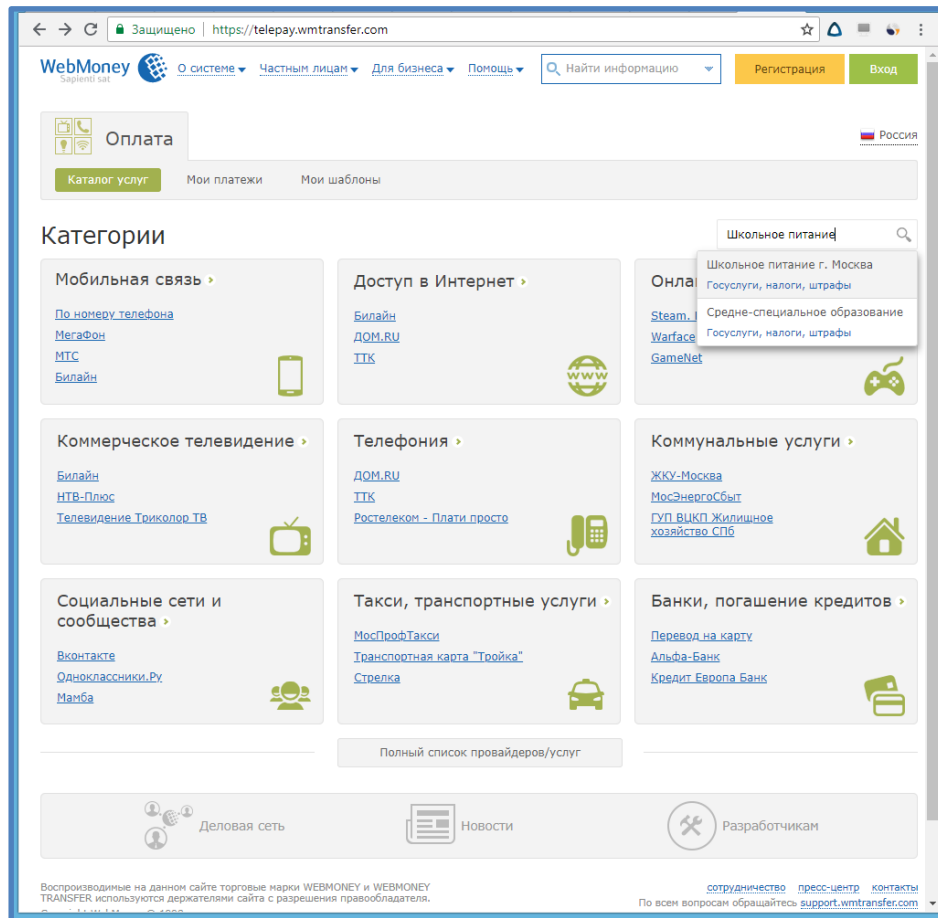 Защищено https://telepay.wmtransfer.com
WebMoney
Sapienti sat
О системе Частным лицам Для бизнеса Помощь Найти информацию Регистрация Вход
Оплата
Россия
Каталог услуг Мои платежи Мои шаблоны
Категории
Школьное питание
Школьное питание г. Москва
Госуслуги, налоги, штрафы
Средне-специальное образование
Госуслуги, налоги, штрафы
Мобильная связь
По номеру телефона
МегаФон
МТС
Билайн
Доступ в Интернет
Билайн
ДОМ.RU
ТТК
www
Онла
Steam.
Warface
GameNet
Коммерческое телевидение
Билайн
НТВ-Плюс
Телевидение Триколор ТВ
Телефония
ДОМ.RU
ТТК
Ростелеком - Плати просто
Коммунальные услуги
ЖКУ-Москва
МосЭнергоСбыт
ГУП ВЦКП Жилищное
хозяйство СПб
Социальные сети и
сообщества
Вконтакте
Одноклассники.Ру
Мамба
Такси, транспортные услуги
МосПрофТакси
Транспортная карта "Тройка"
Стрелка
Банки, погашение кредитов
Перевод на карту
Альфа-Банк
Кредит Европа Банк
Полный список провайдеров/услуг
Деловая сеть Новости Разработчикам
Воспроизводимые на данном сайте торговые марки WEBMONEY и WEBMONEY
TRANSFER используются держателями сайта с разрешения правообладателя.
сотрудничество пресс-центр контакты
По всем вопросам обращайтесь support.wmtransfer.com